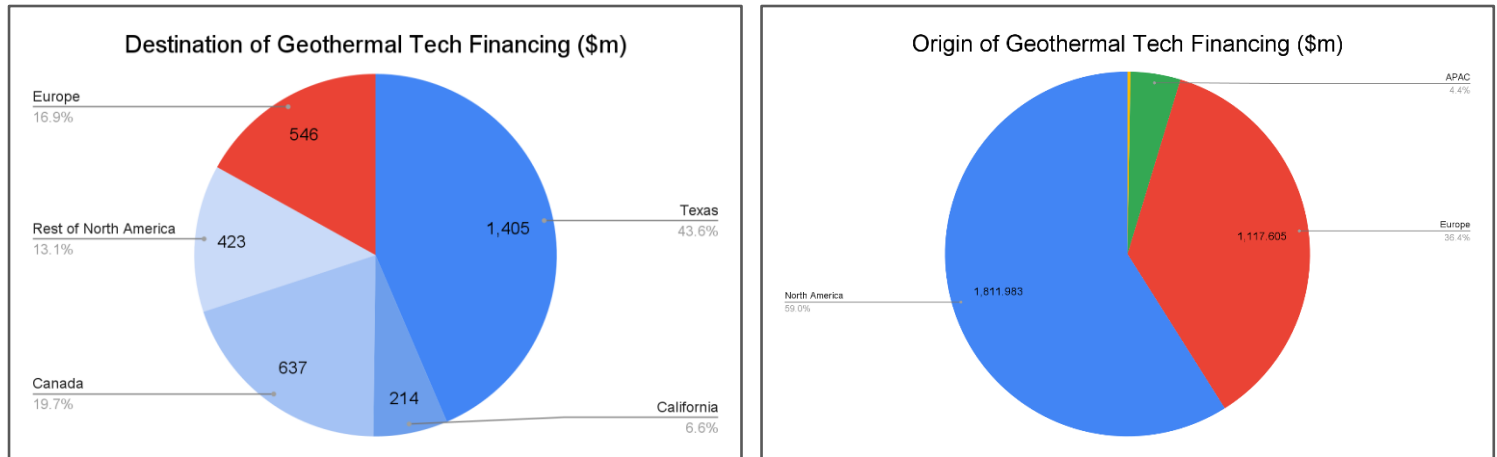 Destination of Geothermal Tech Financing ($m)
Europe
16.9%
546
Texas
43.6%
1,405
Rest of North America
13.1%
423
Canada
19.7%
637
214
California
6.6%
Origin of Geothermal Tech Financing ($m)
APAC
4.4%
Europe
36.4%
1,117.605
North America
59.0%
1,811.983